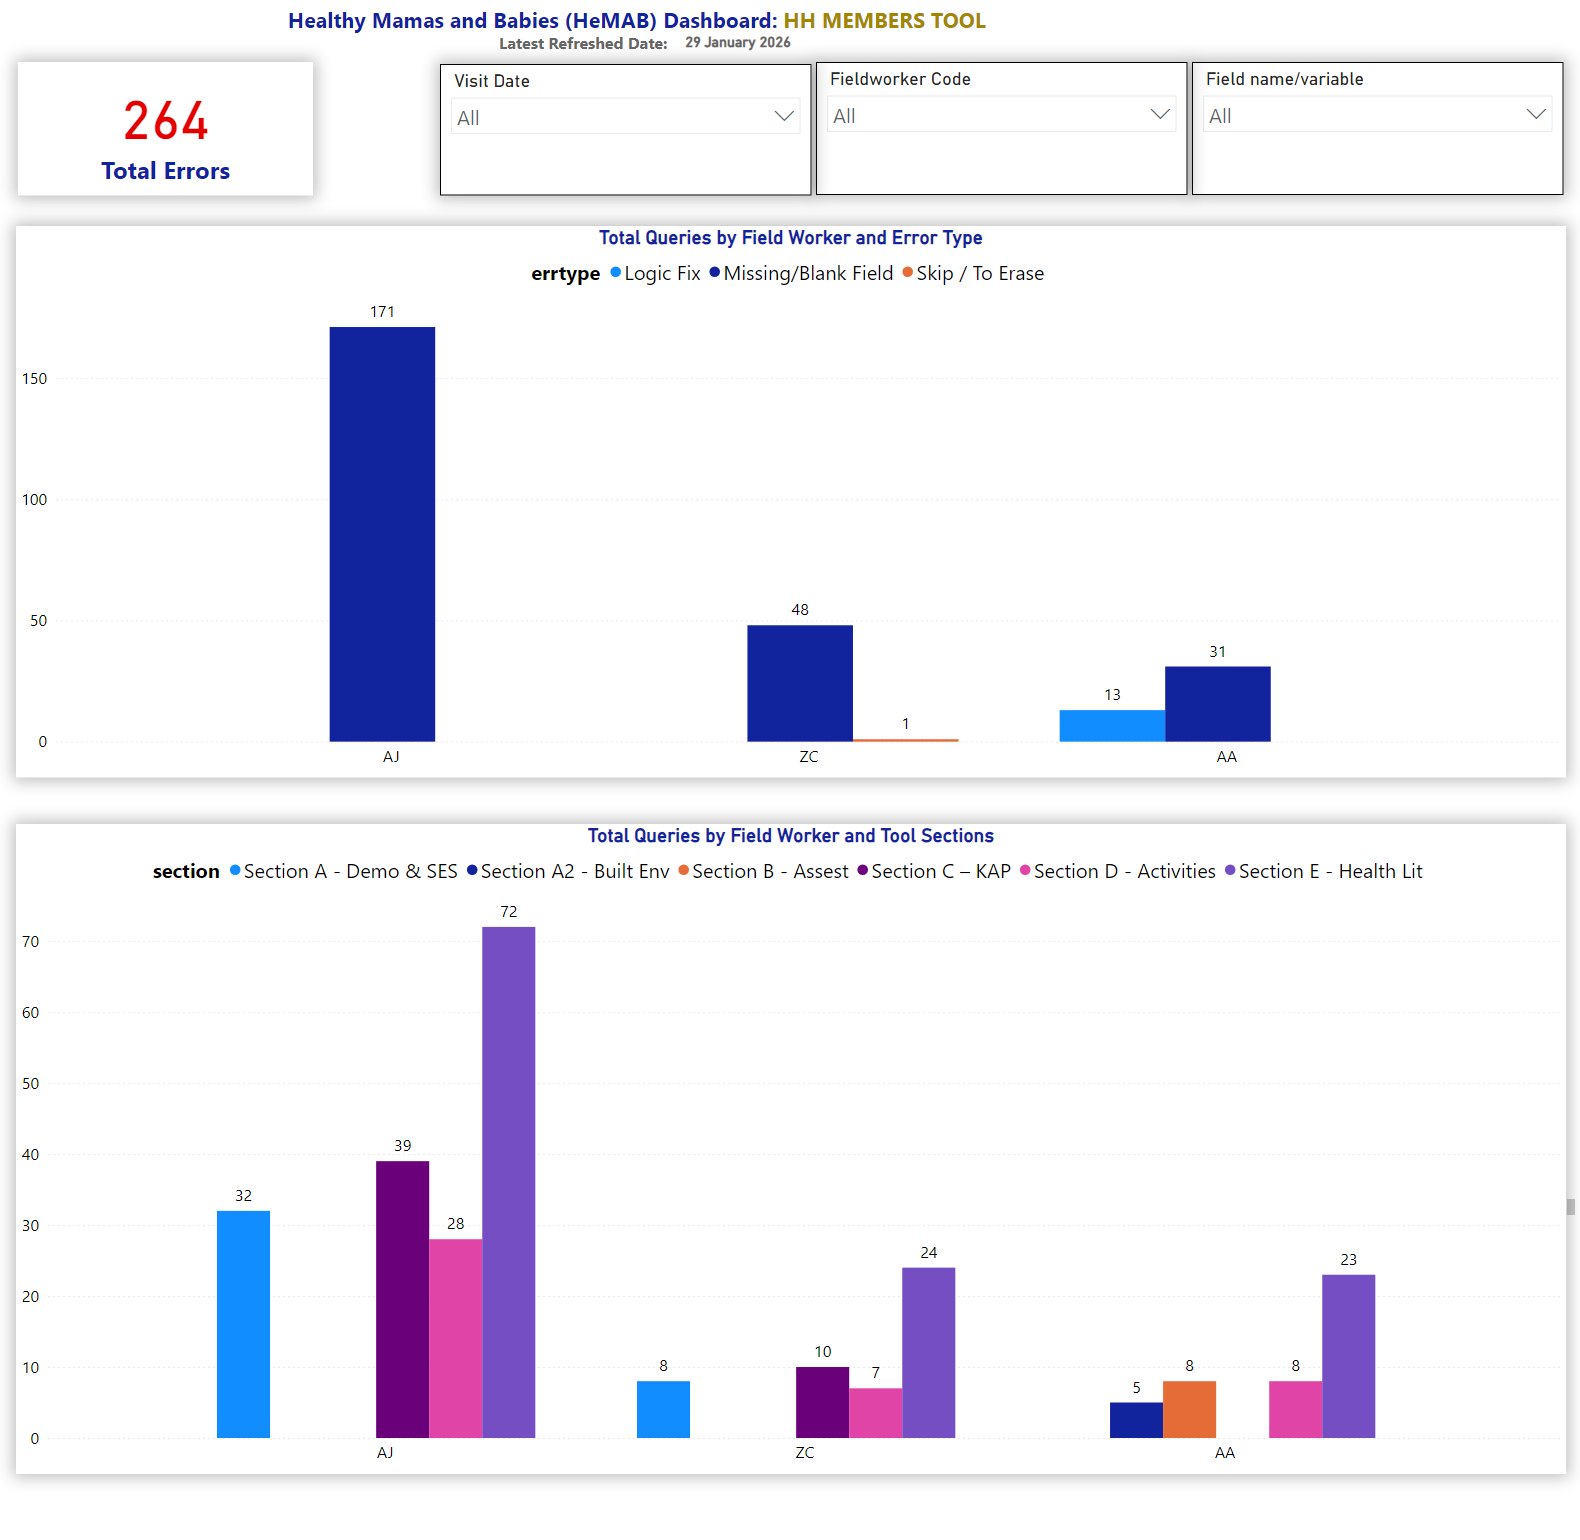 Healthy Mamas and Babies (HeMAB) Dashboard: HH MEMBERS TOOL
Latest Refreshed Date: 29 January 2026
264
Total Errors
Visit Date
All
Fieldworker Code
All
Field name/variable
All
Total Queries by Field Worker and Error Type
errtype Logic Fix Missing/Blank Field Skip / To Erase
171
150
100
50
48
31
13
1
0
AJ ZC AA
Total Queries by Field Worker and Tool Sections
section Section A - Demo & SES Section A2 - Built Env Section B - Assest Section C – KAP Section D - Activities Section E - Health Lit
72
70
60
50
40
39
32
30
28
24
23
20
10
10
8
7
8
8
5
0
AJ ZC AA